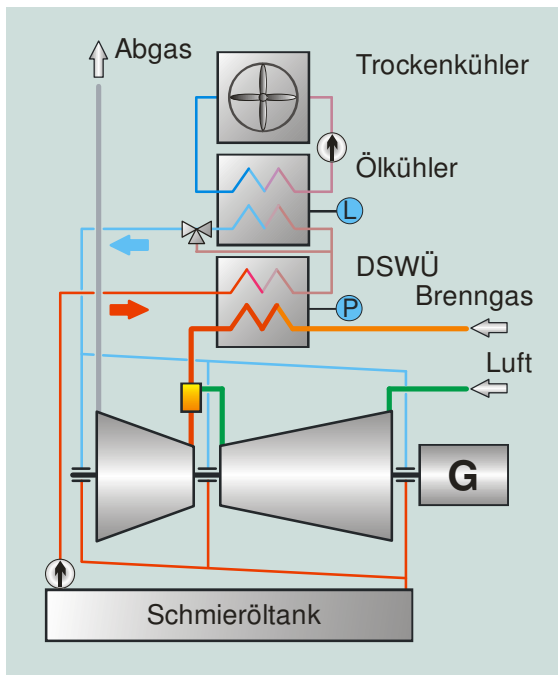 Abgas
Trockenkühler
Ölkühler
L
DSWÜ
P
Brenngas
Luft
G
Schmieröltank